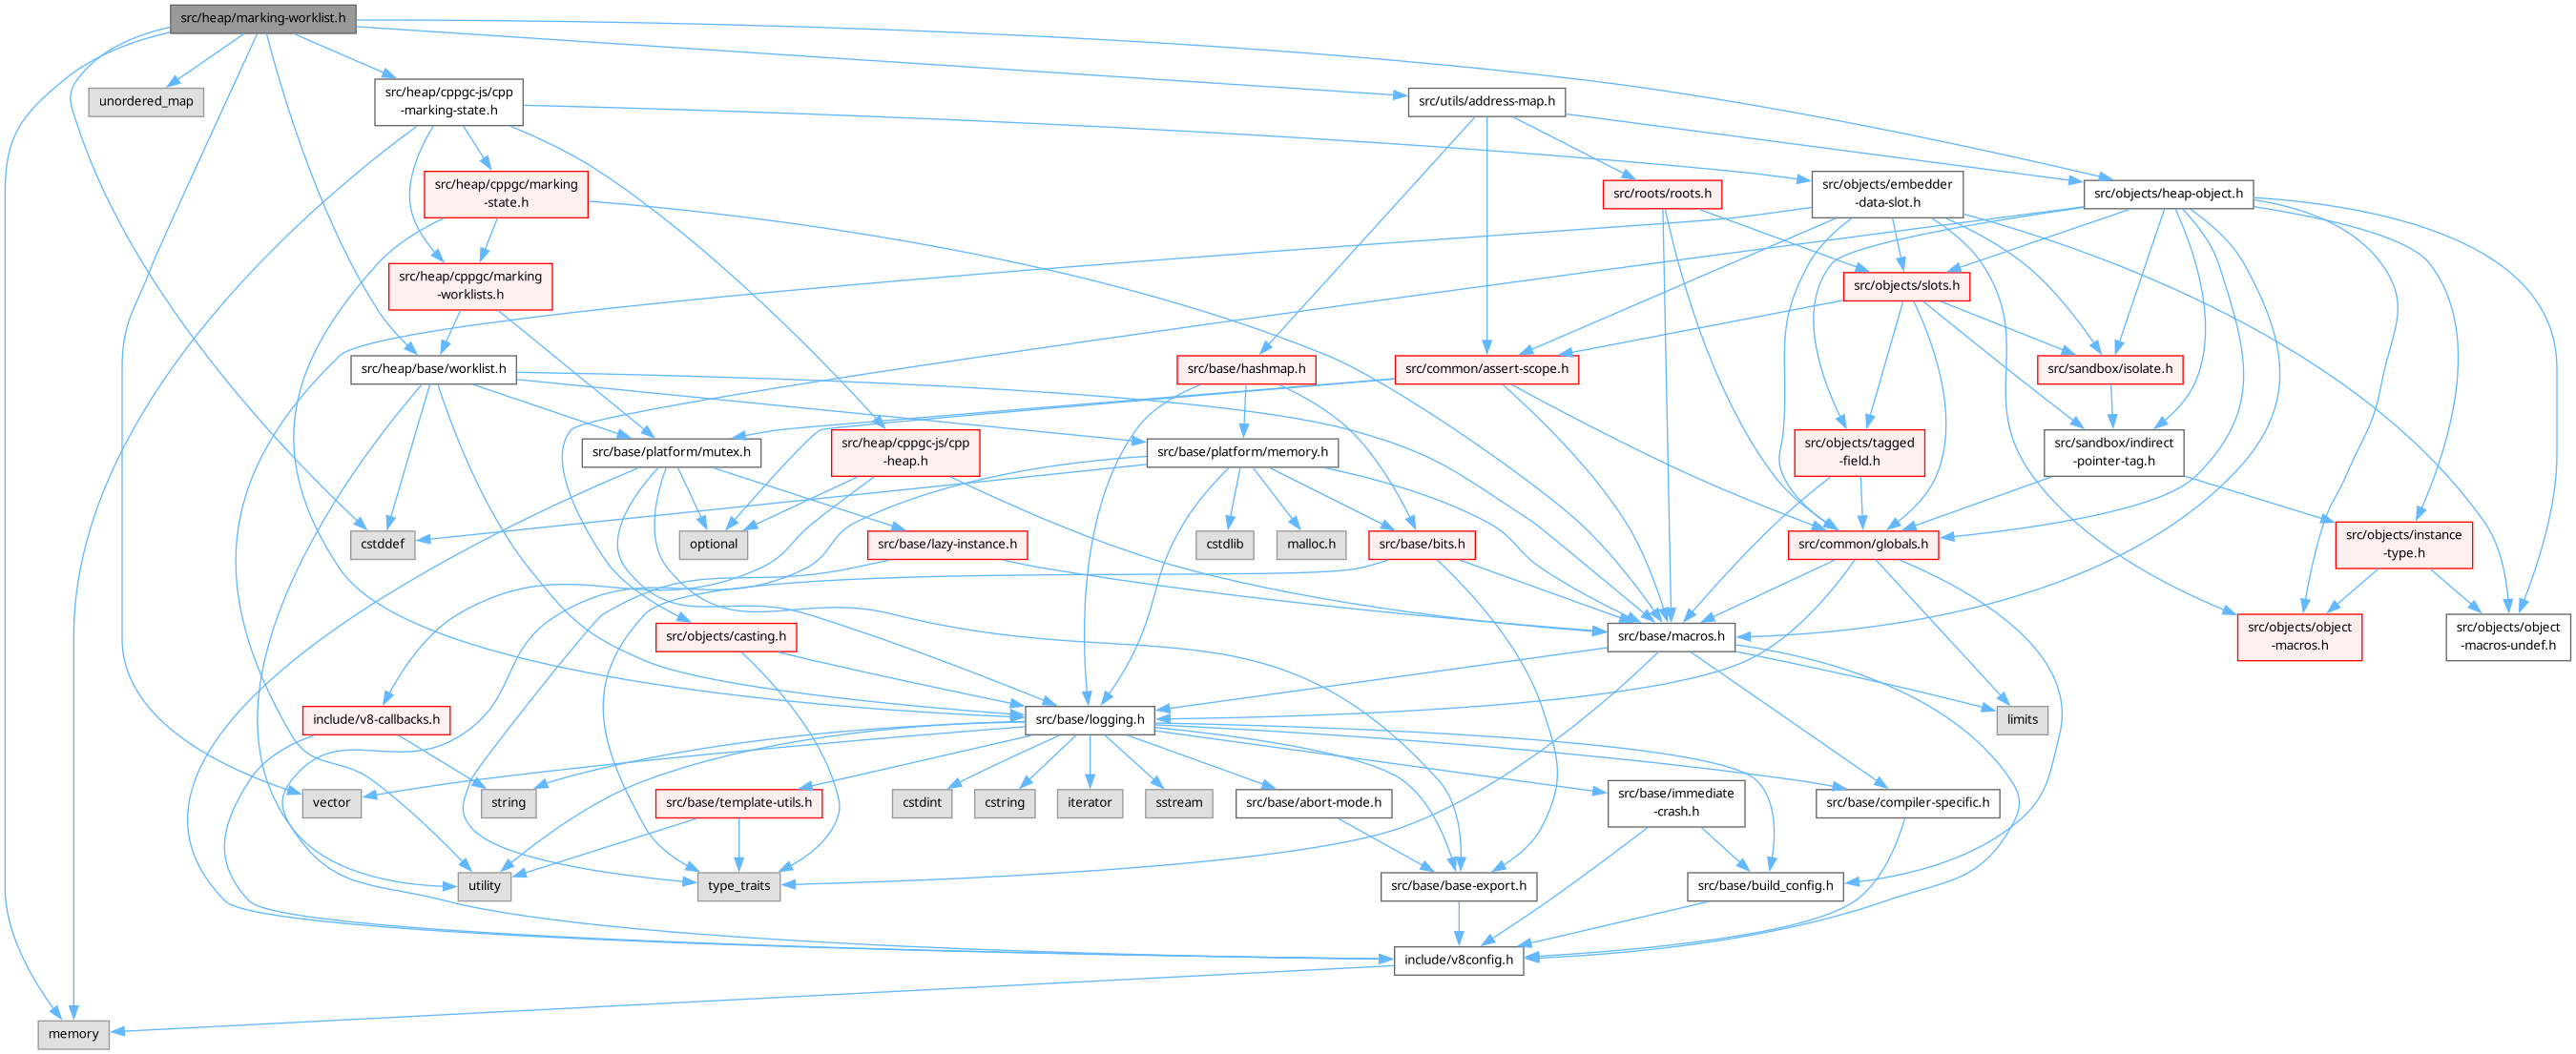 src/heap/marking-worklist.h
unordered_map
src/heap/cppgc-js/cpp
-marking-state.h
src/utils/address-map.h
src/heap/cppgc/marking
-state.h
src/roots/roots.h
src/objects/embedder
-data-slot.h
src/objects/heap-object.h
src/heap/cppgc/marking
-worklists.h
src/objects/slots.h
src/heap/base/worklist.h
src/base/hashmap.h
src/common/assert-scope.h
src/sandbox/isolate.h
src/base/platform/mutex.h
src/heap/cppgc-js/cpp
-heap.h
src/base/platform/memory.h
src/objects/tagged
-field.h
src/sandbox/indirect
-pointer-tag.h
cstddef
optional
src/base/lazy-instance.h
cstdlib
malloc.h
src/base/bits.h
src/common/globals.h
src/objects/instance
-type.h
src/objects/casting.h
src/base/macros.h
src/objects/object
-macros.h
src/objects/object
-macros-undef.h
include/v8-callbacks.h
src/base/logging.h
limits
vector
string
src/base/template-utils.h
cstdint
cstring
iterator
sstream
src/base/abort-mode.h
src/base/immediate
-crash.h
src/base/compiler-specific.h
utility
type_traits
src/base/base-export.h
src/base/build_config.h
include/v8config.h
memory